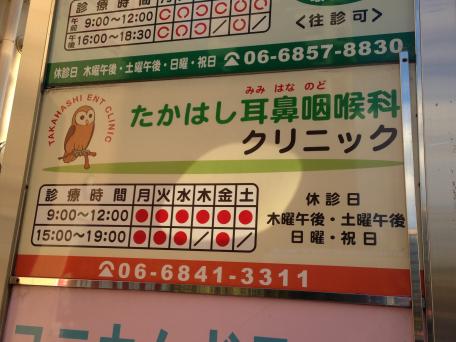 午前 9:00〜12:00
午後 16:00〜18:30
〈往診可〉
休診日 木曜午後・土曜午後・日曜・祝日 ☎06-6857-8830
TAKAHASHI ENT CLINIC
みみ はな のど
たかはし耳鼻咽喉科
クリニック
診療時間 月 火 水 木 金 土
9:00〜12:00 ● ● ● ● ● ●
15:00〜19:00 ● ● ● / ● /
休診日
木曜午後・土曜午後
日曜・祝日
☎06-6841-3311